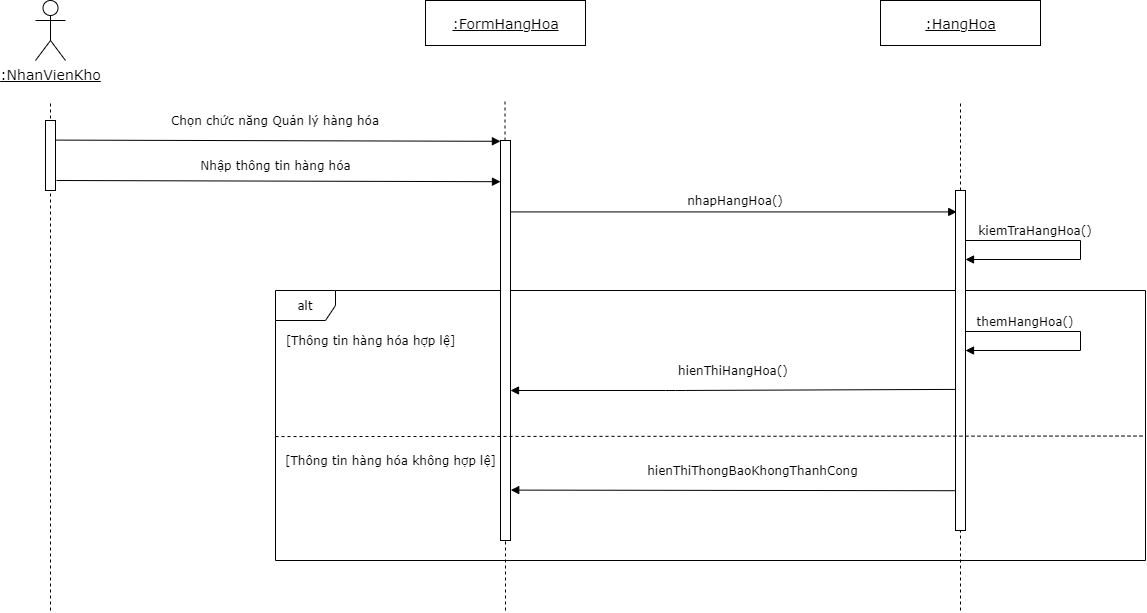 :FormHangHoa
:HangHoa
:NhanVienKho
Chọn chức năng Quản lý hàng hóa
Nhập thông tin hàng hóa
nhapHangHoa()
kiemTraHangHoa()
alt
themHangHoa()
[Thông tin hàng hóa hợp lệ]
hienThiHangHoa()
[Thông tin hàng hóa không hợp lệ]
hienThiThongBaoKhongThanhCong